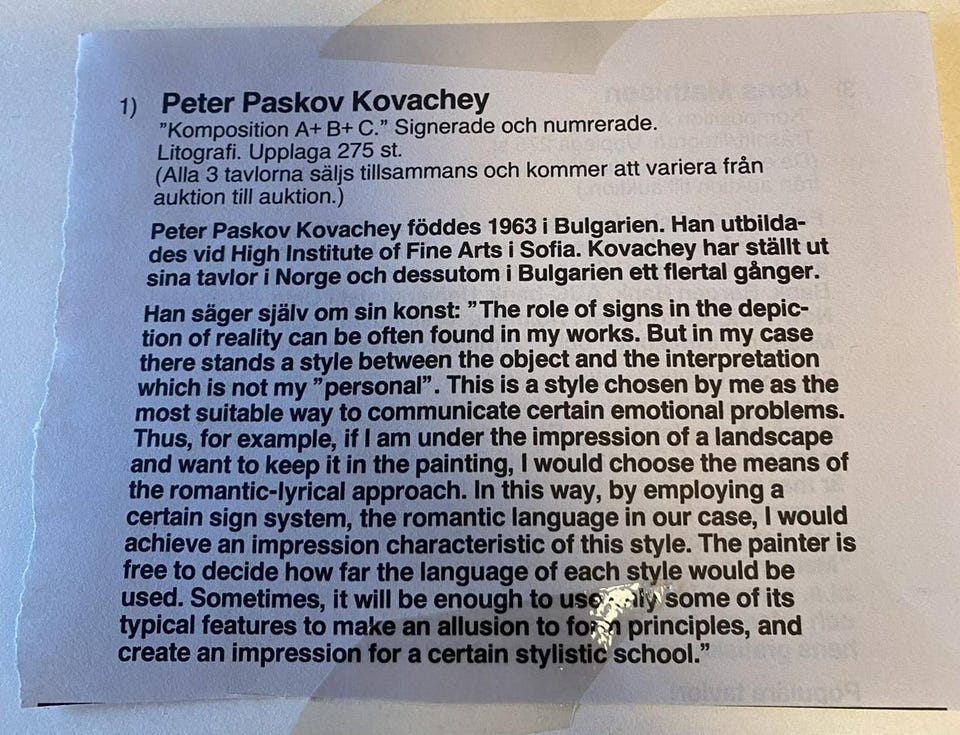 1) Peter Paskov Kovachey
"Komposition A+ B+ C." Signerade och numrerade.
Litografi. Upplaga 275 st.
(Alla 3 tavlorna säljs tillsammans och kommer att variera från
auktion till auktion.)
Peter Paskov Kovachey föddes 1963 i Bulgarien. Han utbilda-
des vid High Institute of Fine Arts i Sofia. Kovachey har ställt ut
sina tavlor i Norge och dessutom i Bulgarien ett flertal gånger.
Han säger själv om sin konst: "The role of signs in the depic-
tion of reality can be often found in my works. But in my case
there stands a style between the object and the interpretation
which is not my "personal". This is a style chosen by me as the
most suitable way to communicate certain emotional problems.
Thus, for example, if I am under the impression of a landscape
and want to keep it in the painting, I would choose the means of
the romantic-lyrical approach. In this way, by employing a
certain sign system, the romantic language in our case, I would
achieve an impression characteristic of this style. The painter is
free to decide how far the language of each style would be
used. Sometimes, it will be enough to use only some of its
typical features to make an allusion to form principles, and
create an impression for a certain stylistic school."